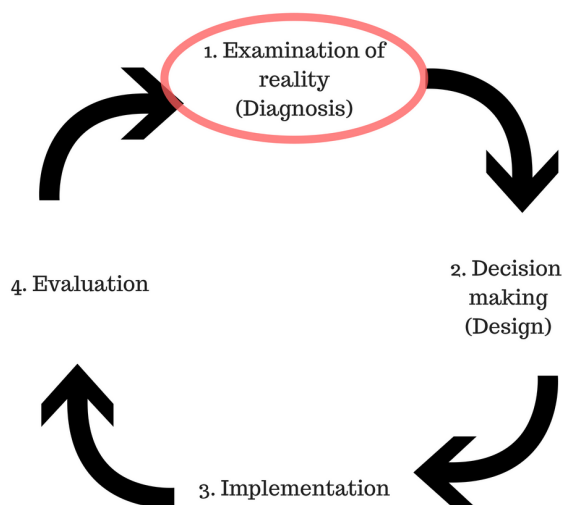 1. Examination of
reality
(Diagnosis)
2. Decision
making
(Design)
3. Implementation
4. Evaluation